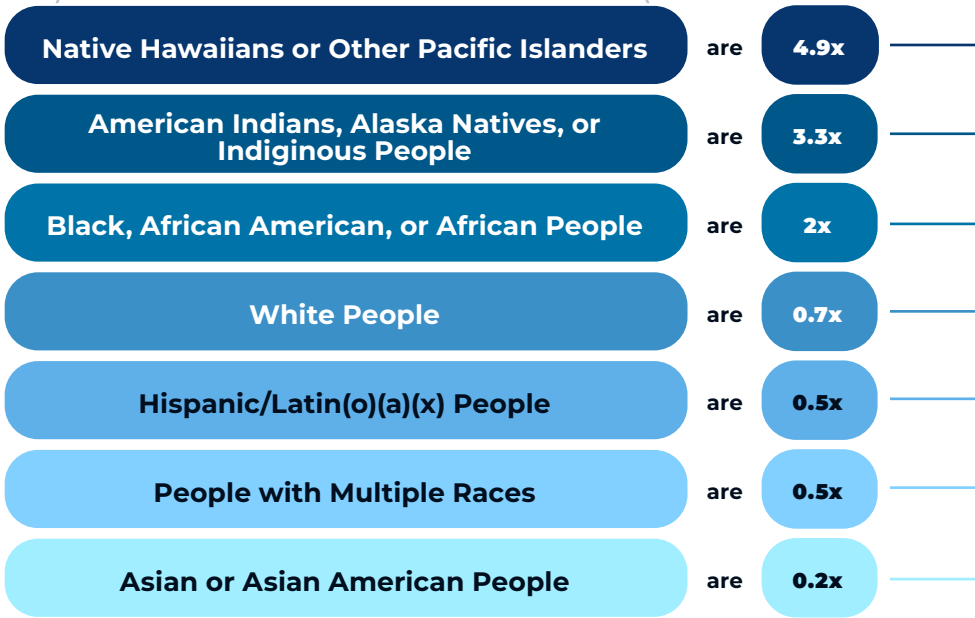 Native Hawaiians or Other Pacific Islanders are 4.9x
American Indians, Alaska Natives, or
Indiginous People are 3.3x
Black, African American, or African People are 2x
White People are 0.7x
Hispanic/Latin(o)(a)(x) People are 0.5x
People with Multiple Races are 0.5x
Asian or Asian American People are 0.2x